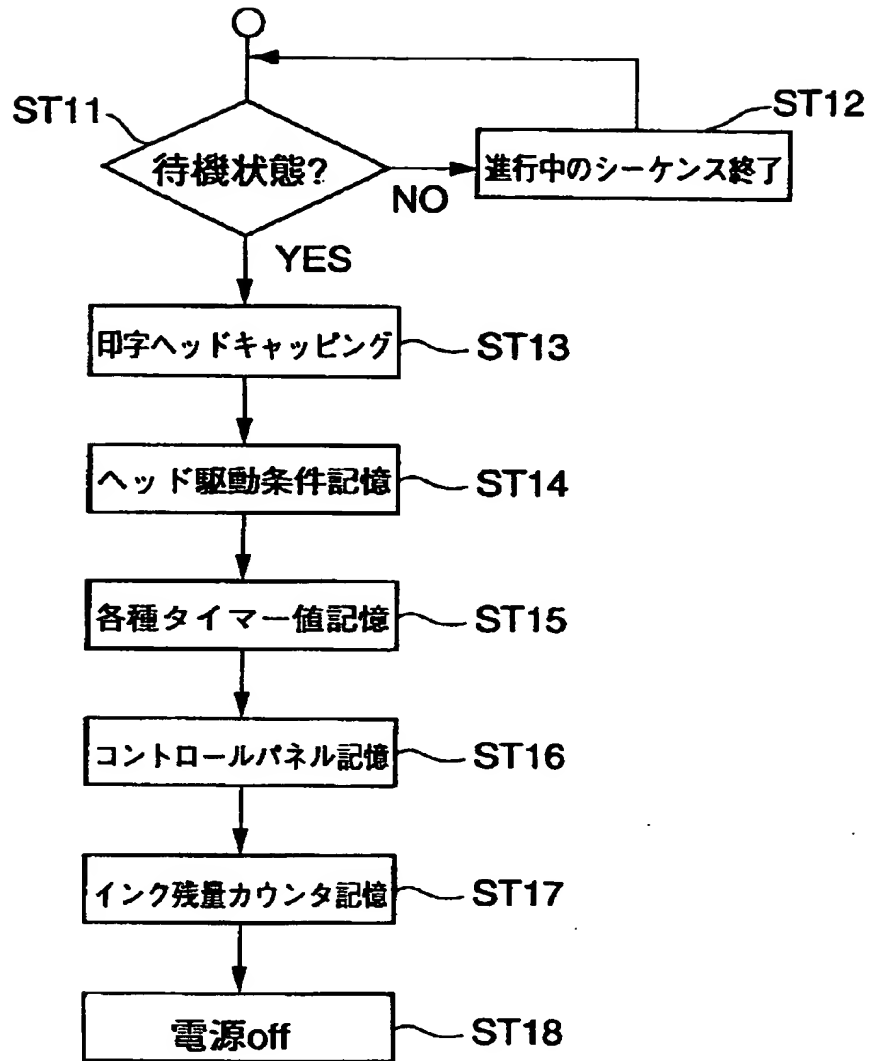 ST11
待機状態?
NO
YES
ST12
進行中のシーケンス終了
印字ヘッドキャッピング
ST13
ヘッド駆動条件記憶
ST14
各種タイマー値記憶
ST15
コントロールパネル記憶
ST16
インク残量カウンタ記憶
ST17
電源off
ST18